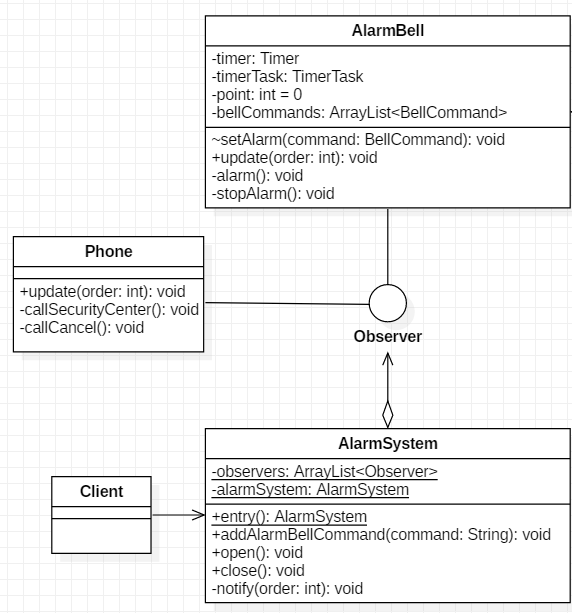 AlarmBell
-timer: Timer
-timerTask: TimerTask
-point: int = 0
-bellCommands: ArrayList<BellCommand>
~setAlarm(command: BellCommand): void
+update(order: int): void
-alarm(): void
-stopAlarm(): void
Phone
+update(order: int): void
-callSecurityCenter(): void
-callCancel(): void
Observer
AlarmSystem
-observers: ArrayList<Observer>
-alarmSystem: AlarmSystem
+entry(): AlarmSystem
+addAlarmBellCommand(command: String): void
+open(): void
+close(): void
-notify(order: int): void
Client